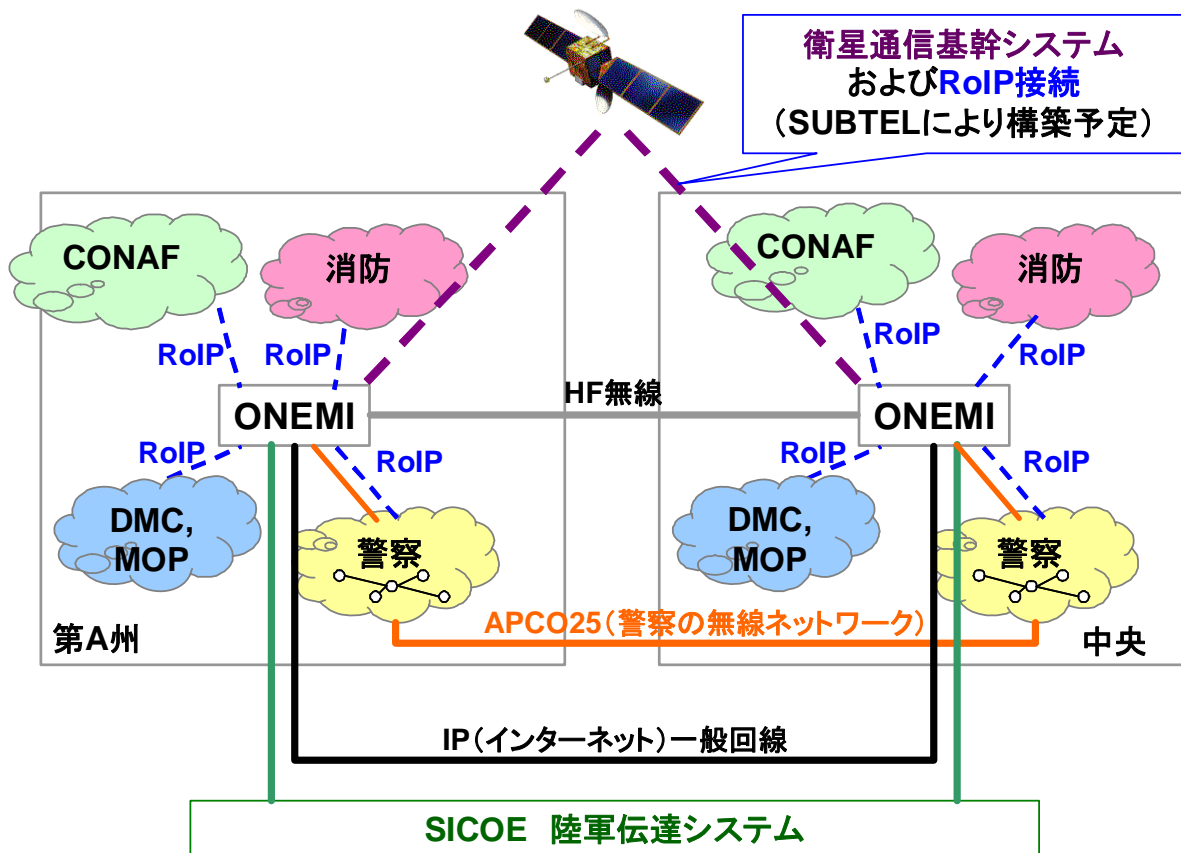 衛星通信基幹システム
およびRoIP接続
（SUBTELにより構築予定）
CONAF
消防
CONAF
消防
RoIP
RoIP
RoIP
RoIP
HF無線
ONEMI
ONEMI
RoIP
RoIP
RoIP
RoIP
DMC,
MOP
警察
DMC,
MOP
警察
APCO25（警察の無線ネットワーク）
第A州
中央
IP（インターネット）一般回線
SICOE 陸軍伝達システム